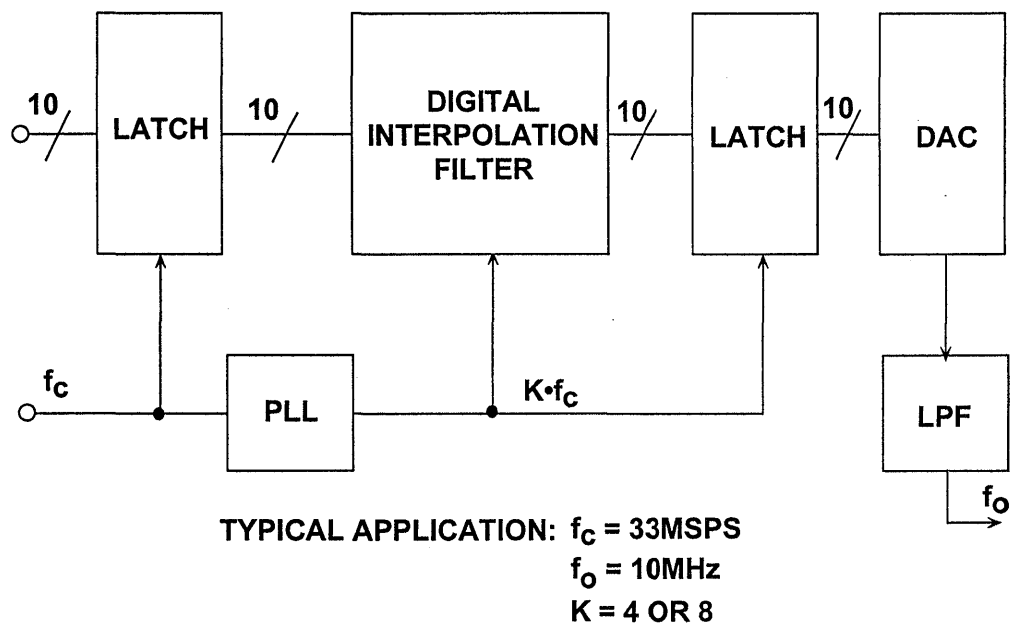 10
LATCH
10
DIGITAL
INTERPOLATION
FILTER
10
LATCH
10
DAC
fC
PLL
K•fC
LPF
fO
TYPICAL APPLICATION: fC = 33MSPS
fO = 10MHz
K = 4 OR 8